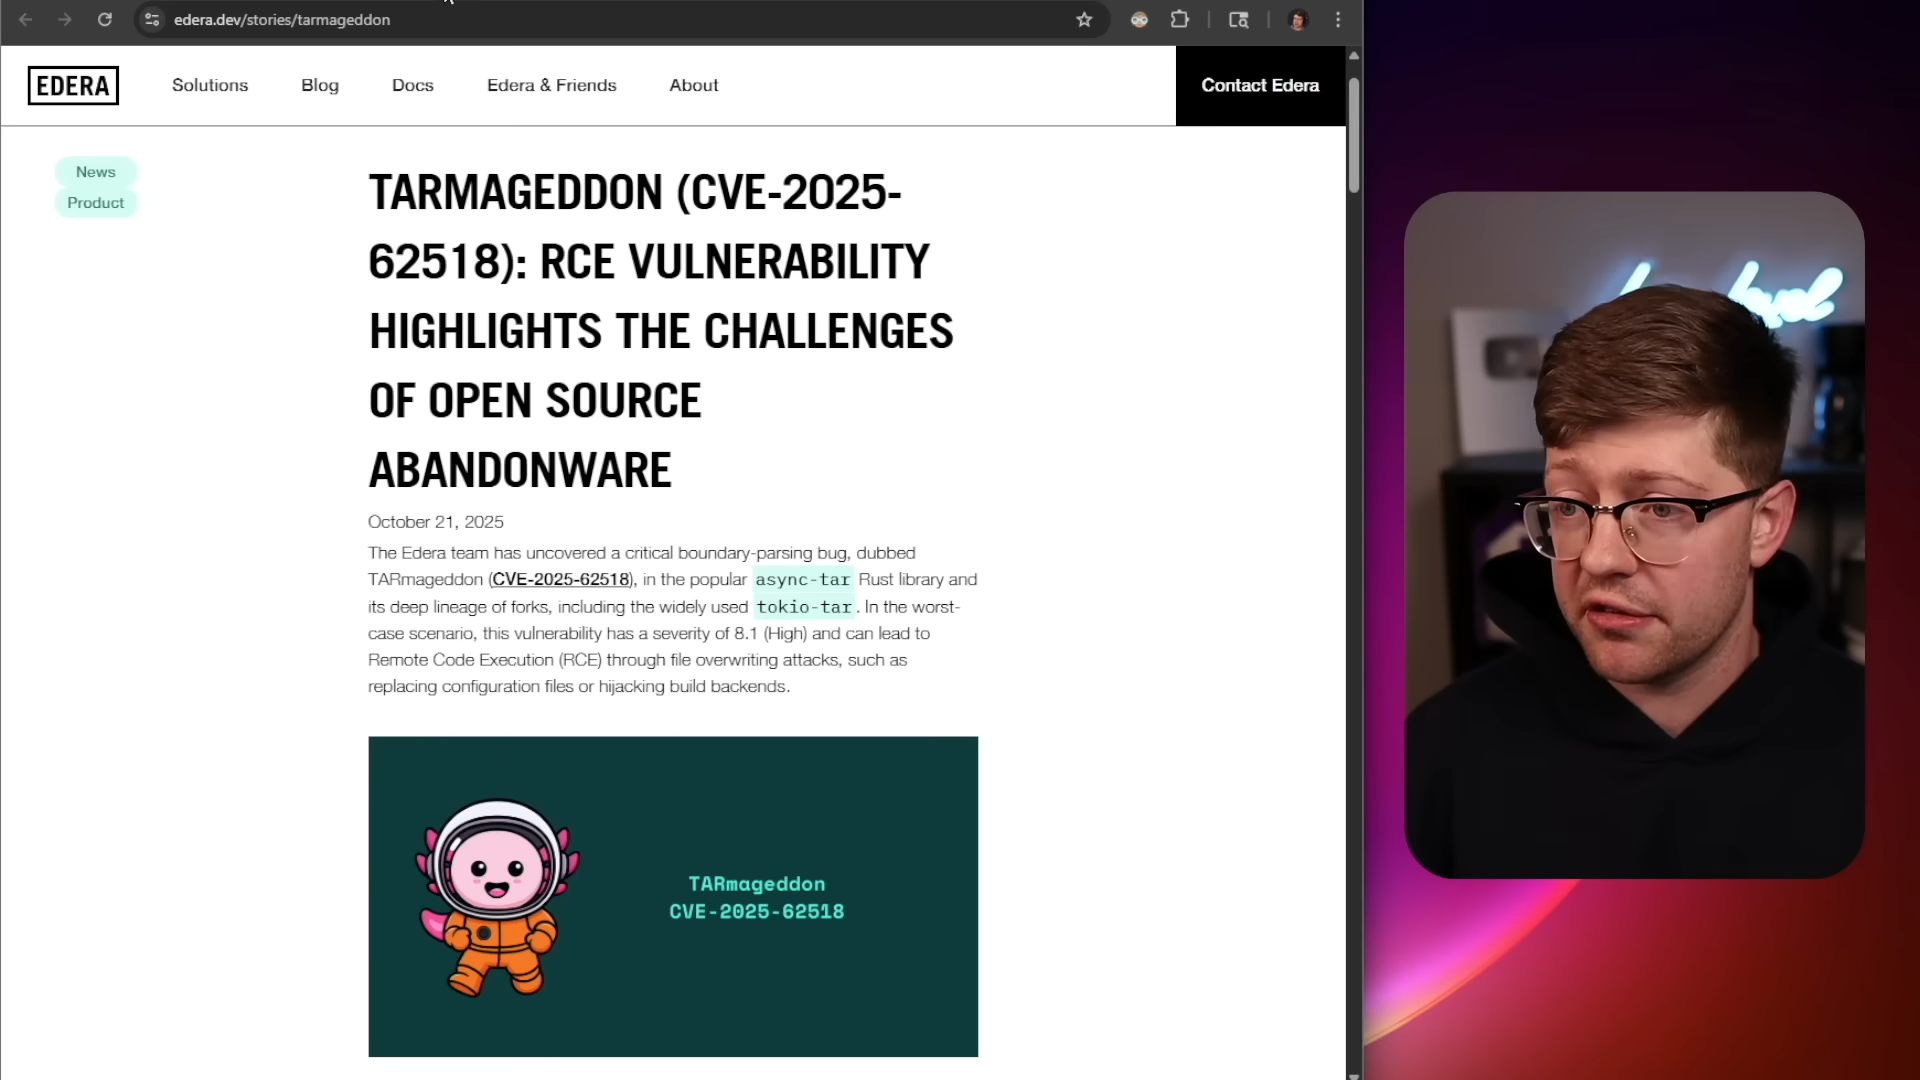 edera.dev/stories/tarmageddon
EDERA
Solutions
Blog
Docs
Edera & Friends
About
Contact Edera
News
Product
TARMAGEDDON (CVE-2025-
62518): RCE VULNERABILITY
HIGHLIGHTS THE CHALLENGES
OF OPEN SOURCE
ABANDONWARE
October 21, 2025
The Edera team has uncovered a critical boundary-parsing bug, dubbed
TARmageddon (CVE-2025-62518), in the popular async-tar Rust library and
its deep lineage of forks, including the widely used tokio-tar. In the worst-
case scenario, this vulnerability has a severity of 8.1 (High) and can lead to
Remote Code Execution (RCE) through file overwriting attacks, such as
replacing configuration files or hijacking build backends.
TARmageddon
CVE-2025-62518